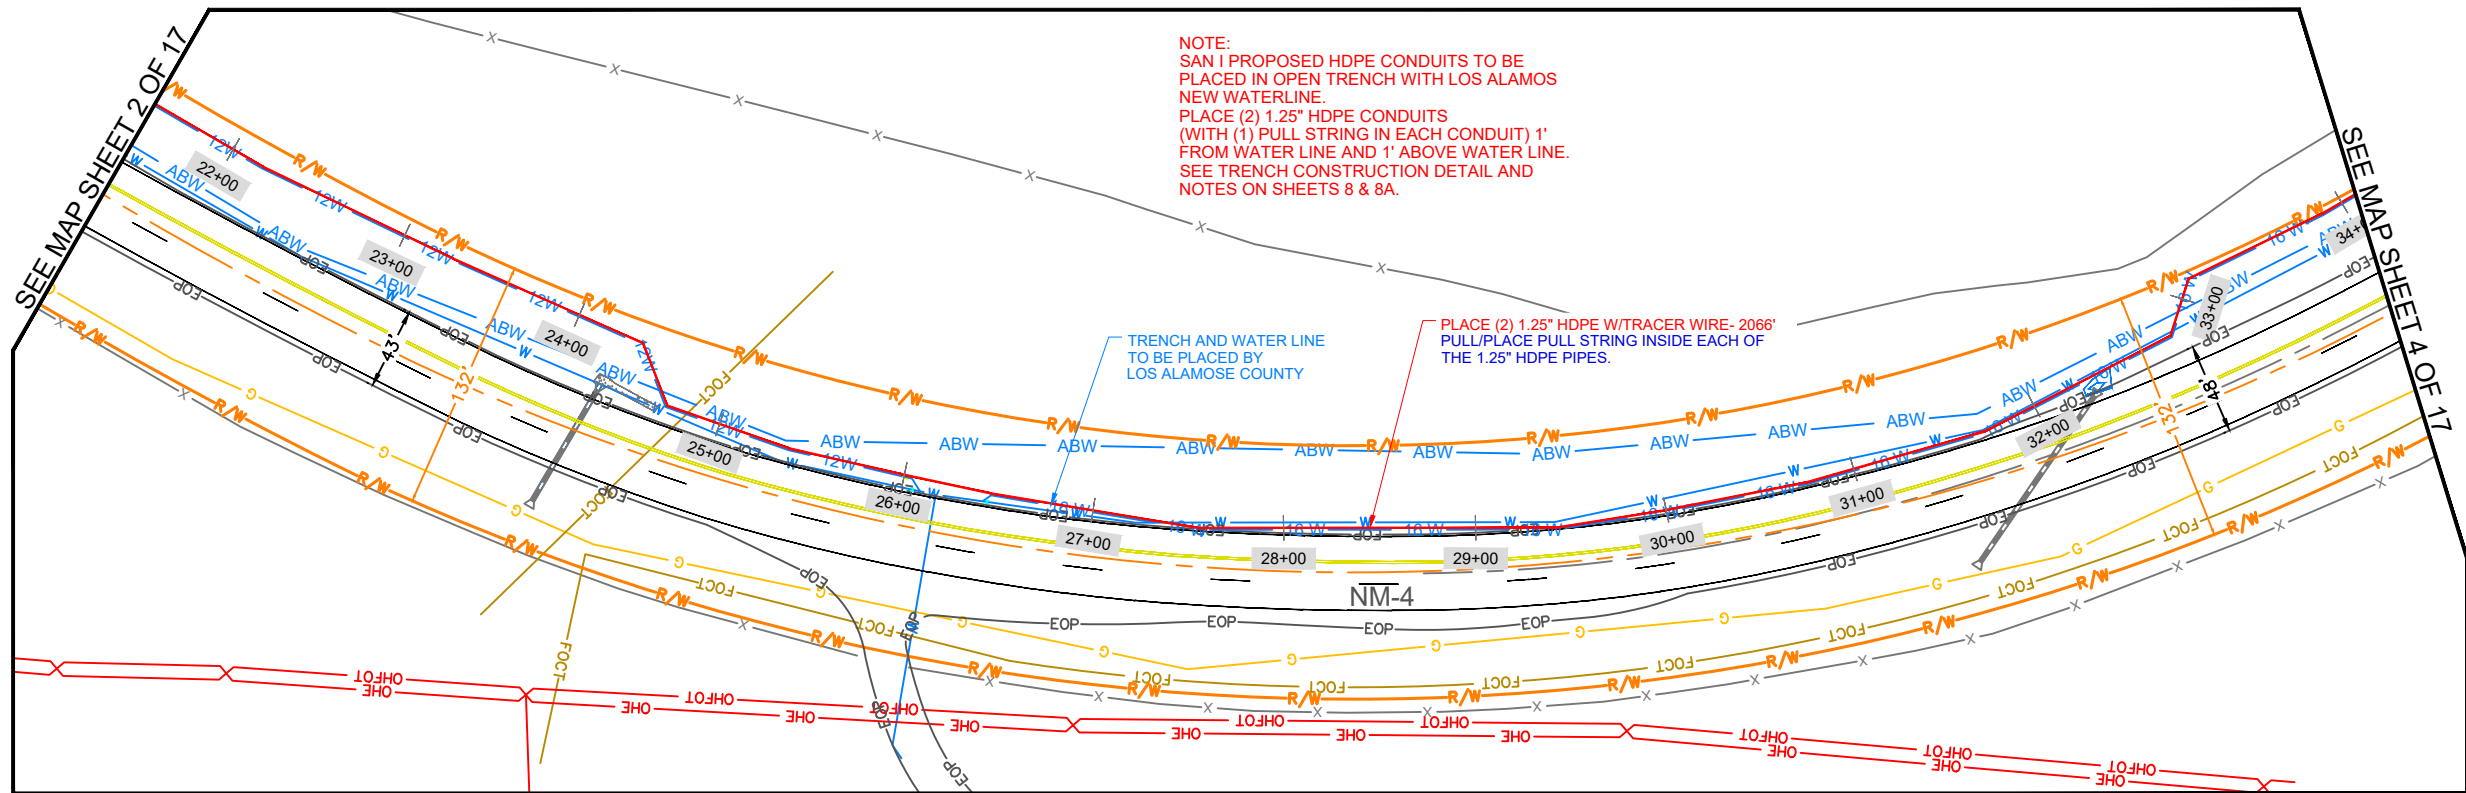 SEE MAP SHEET 2 OF 17
NOTE:
SAN I PROPOSED HDPE CONDUITS TO BE
PLACED IN OPEN TRENCH WITH LOS ALAMOS
NEW WATERLINE.
PLACE (2) 1.25" HDPE CONDUITS
(WITH (1) PULL STRING IN EACH CONDUIT) 1'
FROM WATER LINE AND 1' ABOVE WATER LINE.
SEE TRENCH CONSTRUCTION DETAIL AND
NOTES ON SHEETS 8 & 8A.
SEE MAP SHEET 4 OF 17
TRENCH AND WATER LINE
TO BE PLACED BY
LOS ALAMOSE COUNTY
PLACE (2) 1.25" HDPE W/TRACER WIRE- 2066'
PULL/PLACE PULL STRING INSIDE EACH OF
THE 1.25" HDPE PIPES.
22+00
23+00
24+00
25+00
26+00
27+00
28+00
29+00
30+00
31+00
32+00
33+00
34+
43'
132'
132'
48'
NM-4
R/W
12W
ABW
W
EOP
G
FOCT
16 W
X
OHFOT
OHE